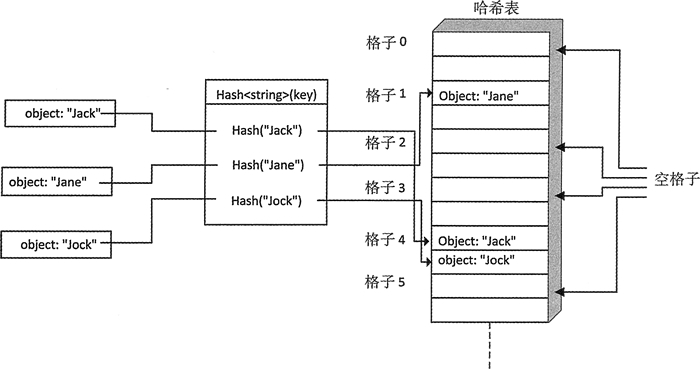 哈希表
格子 0
Hash<string>(key)
格子 1
Object: "Jane"
object: "Jack"
Hash("Jack")
格子 2
Hash("Jane")
空格子
object: "Jane"
格子 3
Hash("Jock")
格子 4
Object: "Jack"
object: "Jock"
object: "Jock"
格子 5